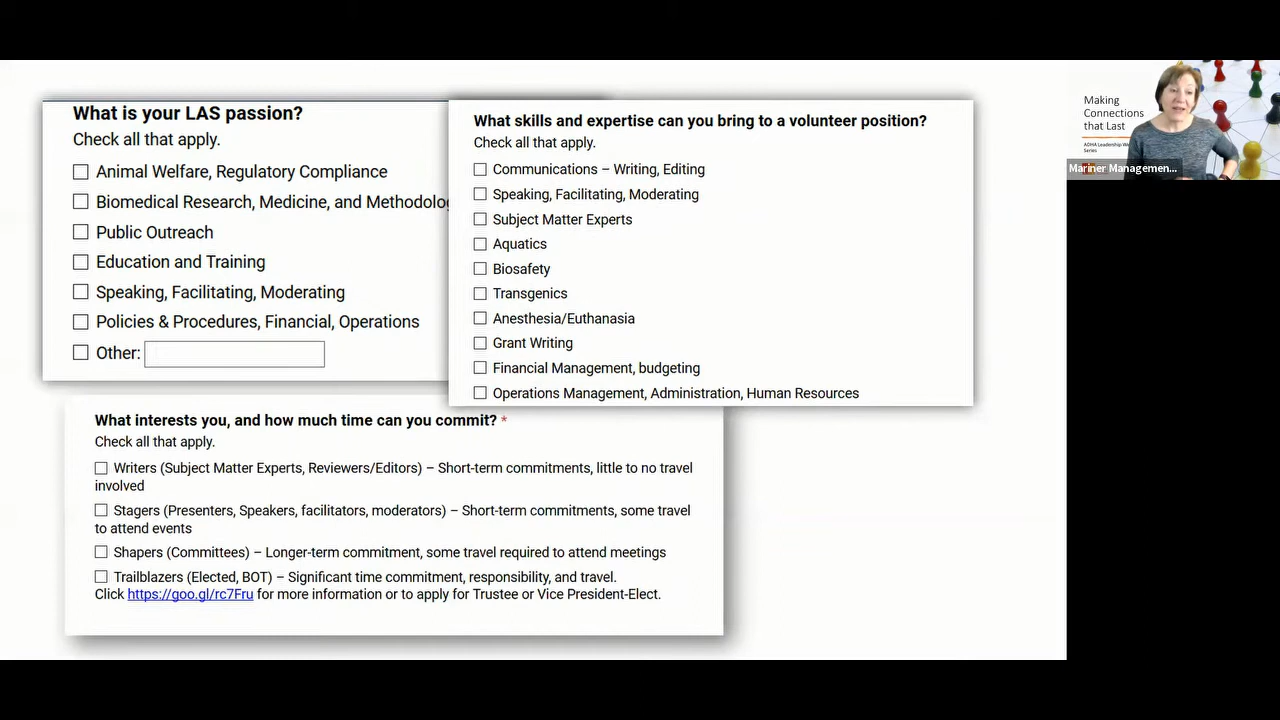 What is your LAS passion?
Check all that apply.
Animal Welfare, Regulatory Compliance
Biomedical Research, Medicine, and
Public Outreach
Education and Training
Speaking, Facilitating, Moderating
Policies & Procedures, Financial, Operations
Other:
What skills and expertise can you bring to a volunteer position?
Check all that apply.
Communications – Writing, Editing
Speaking, Facilitating, Moderating
Subject Matter Experts
Aquatics
Biosafety
Transgenics
Anesthesia/Euthanasia
Grant Writing
Financial Management, budgeting
Operations Management, Administration, Human Resources
What interests you, and how much time can you commit? *
Check all that apply.
Writers (Subject Matter Experts, Reviewers/Editors) – Short-term commitments, little to no travel
involved
Stagers (Presenters, Speakers, facilitators, moderators) – Short-term commitments, some travel
to attend events
Shapers (Committees) – Longer-term commitment, some travel required to attend meetings
Trailblazers (Elected, BOT) – Significant time commitment, responsibility, and travel.
Click https://goo.gl/rc7Fru for more information or to apply for Trustee or Vice President-Elect.
Making
Connections
that Last
ADHA Leadership
Series
Mariner Managemen...